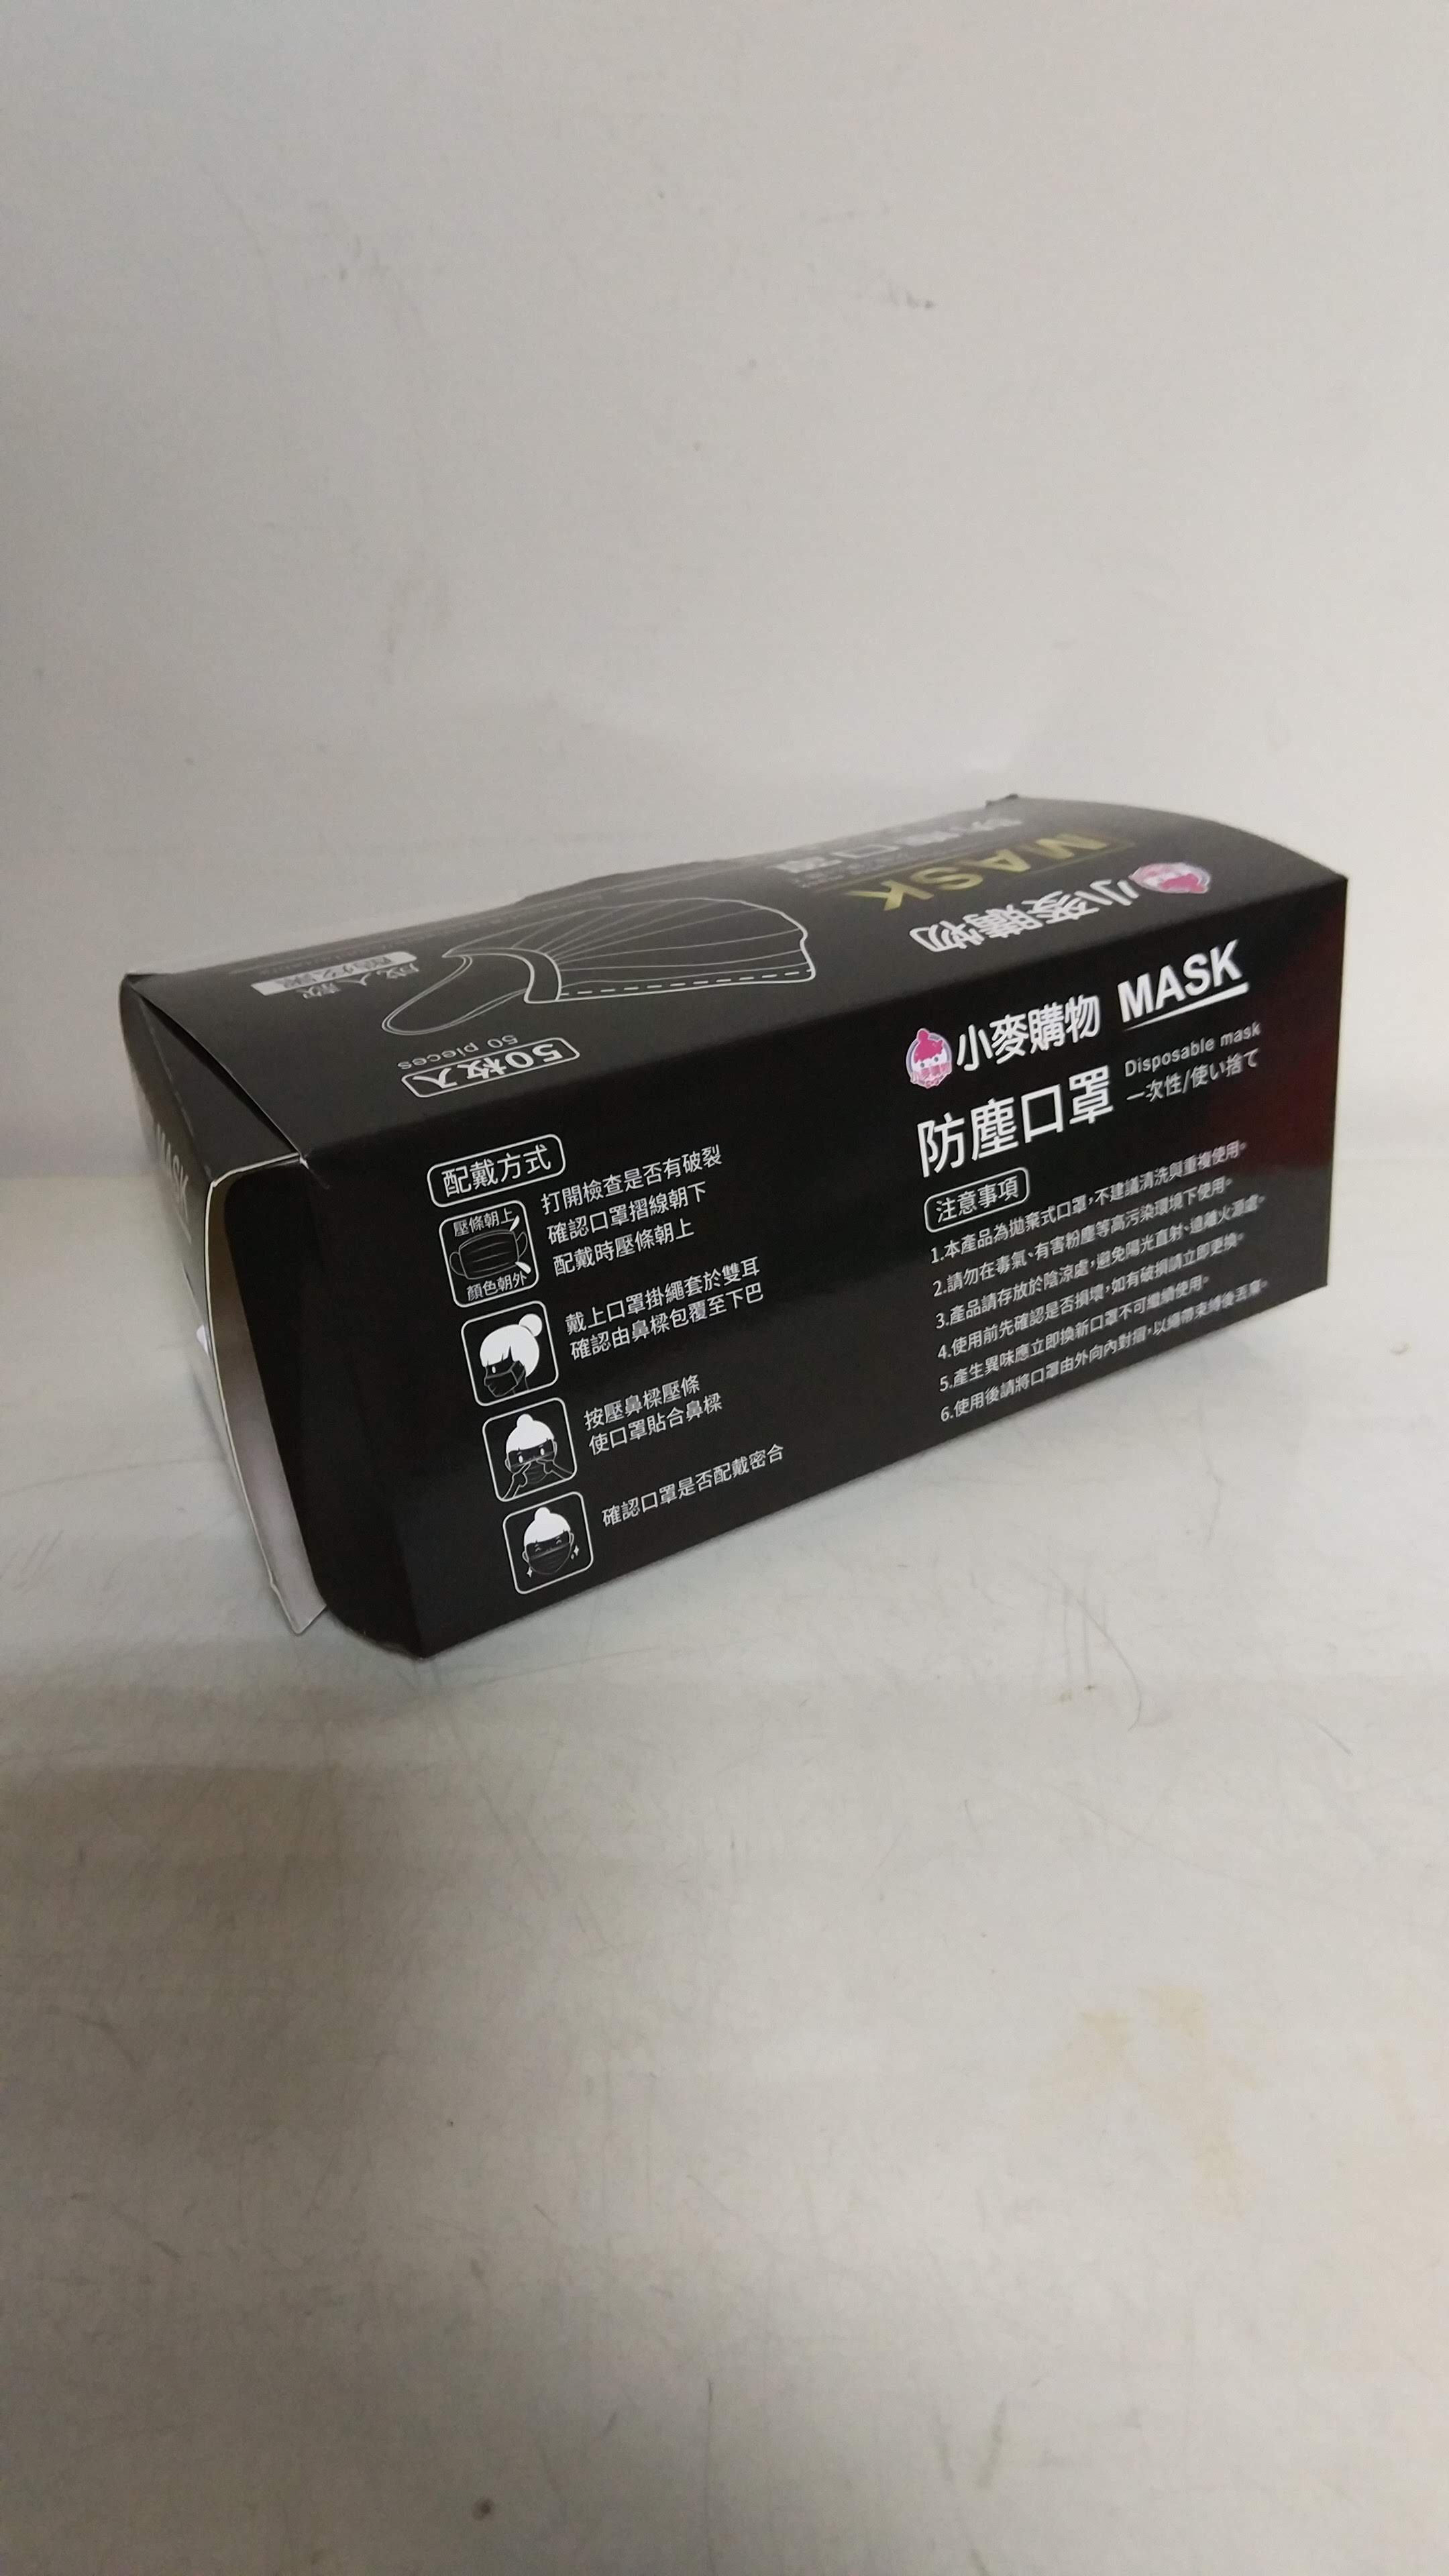 小麥購物
MASK
防塵口罩
成人款
50枚入
50 pieces
MASK
小麥購物 MASK
防塵口罩
Disposable mask
一次性/使い捨て
配戴方式
壓條朝上
顏色朝外
打開檢查是否有破裂
確認口罩摺線朝下
配戴時壓條朝上
戴上口罩掛繩套於雙耳
確認由鼻樑包覆至下巴
按壓鼻樑壓條
使口罩貼合鼻樑
確認口罩是否配戴密合
注意事項
1.本產品為拋棄式口罩，不建議清洗與重複使用。
2.請勿在毒氣、有害粉塵等高污染環境下使用。
3.產品請存放於陰涼處，避免陽光直射、遠離火源處。
4.使用前先確認是否損壞，如有破損請立即更換。
5.產生異味應立即換新口罩不可繼續使用。
6.使用後請將口罩由外向內對摺，以繩帶束縛後丟棄。